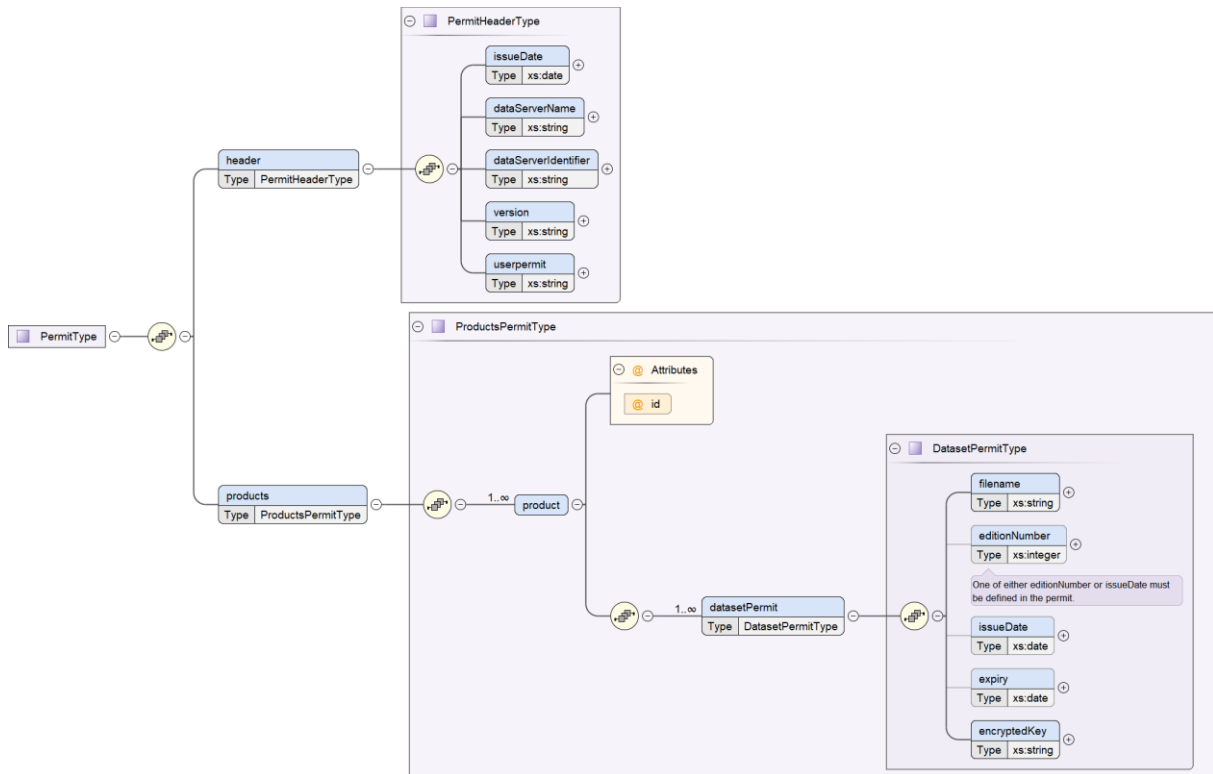 PermitHeaderType
issueDate
Type xs:date
dataServerName
Type xs:string
header
Type PermitHeaderType
dataServerIdentifier
Type xs:string
version
Type xs:string
userpermit
Type xs:string
PermitType
ProductsPermitType
@ Attributes
@ id
DatasetPermitType
filename
Type xs:string
products
Type ProductsPermitType
1..∞
product
editionNumber
Type xs:integer
One of either editionNumber or issueDate must
be defined in the permit.
1..∞
datasetPermit
Type DatasetPermitType
issueDate
Type xs:date
expiry
Type xs:date
encryptedKey
Type xs:string